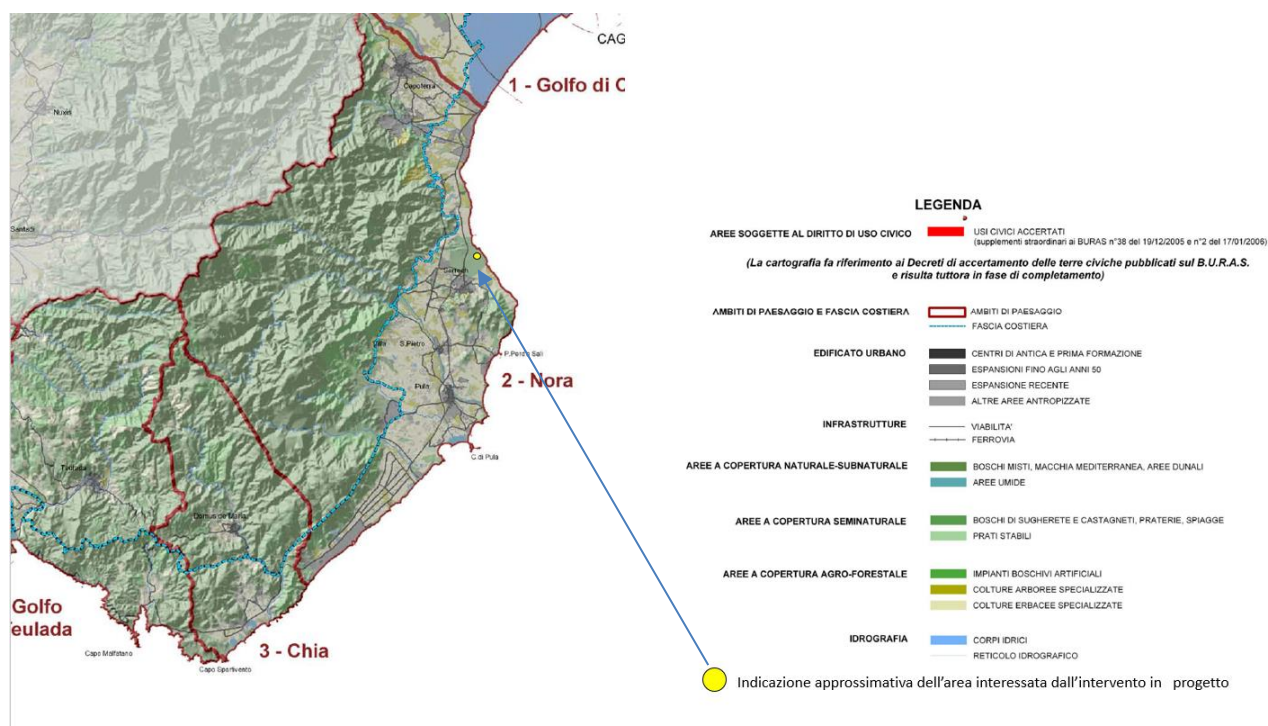 CAG
1 - Golfo di C
Capoterra
Nuxis
Santadi
Sarroch
Villa S.Pietro
P.Perd'e Sali
2 - Nora
Pula
C.di Pula
Teulada
Domus de Maria
Golfo
eulada
3 - Chia
Capo Malfatano
Capo Spartivento
LEGENDA
AREE SOGGETTE AL DIRITTO DI USO CIVICO
USI CIVICI ACCERTATI
(supplementi straordinari ai BURAS n°38 del 19/12/2005 e n°2 del 17/01/2006)
(La cartografia fa riferimento ai Decreti di accertamento delle terre civiche pubblicati sul B.U.R.A.S.
e risulta tuttora in fase di completamento)
AMBITI DI PAESAGGIO E FASCIA COSTIERA
AMBITI DI PAESAGGIO
FASCIA COSTIERA
EDIFICATO URBANO
CENTRI DI ANTICA E PRIMA FORMAZIONE
ESPANSIONI FINO AGLI ANNI 50
ESPANSIONE RECENTE
ALTRE AREE ANTROPIZZATE
INFRASTRUTTURE
VIABILITA'
FERROVIA
AREE A COPERTURA NATURALE-SUBNATURALE
BOSCHI MISTI, MACCHIA MEDITERRANEA, AREE DUNALI
AREE UMIDE
AREE A COPERTURA SEMINATURALE
BOSCHI DI SUGHERETE E CASTAGNETI, PRATERIE, SPIAGGE
PRATI STABILI
AREE A COPERTURA AGRO-FORESTALE
IMPIANTI BOSCHIVI ARTIFICIALI
COLTURE ARBOREE SPECIALIZZATE
COLTURE ERBACEE SPECIALIZZATE
IDROGRAFIA
CORPI IDRICI
RETICOLO IDROGRAFICO
Indicazione approssimativa dell'area interessata dall'intervento in progetto